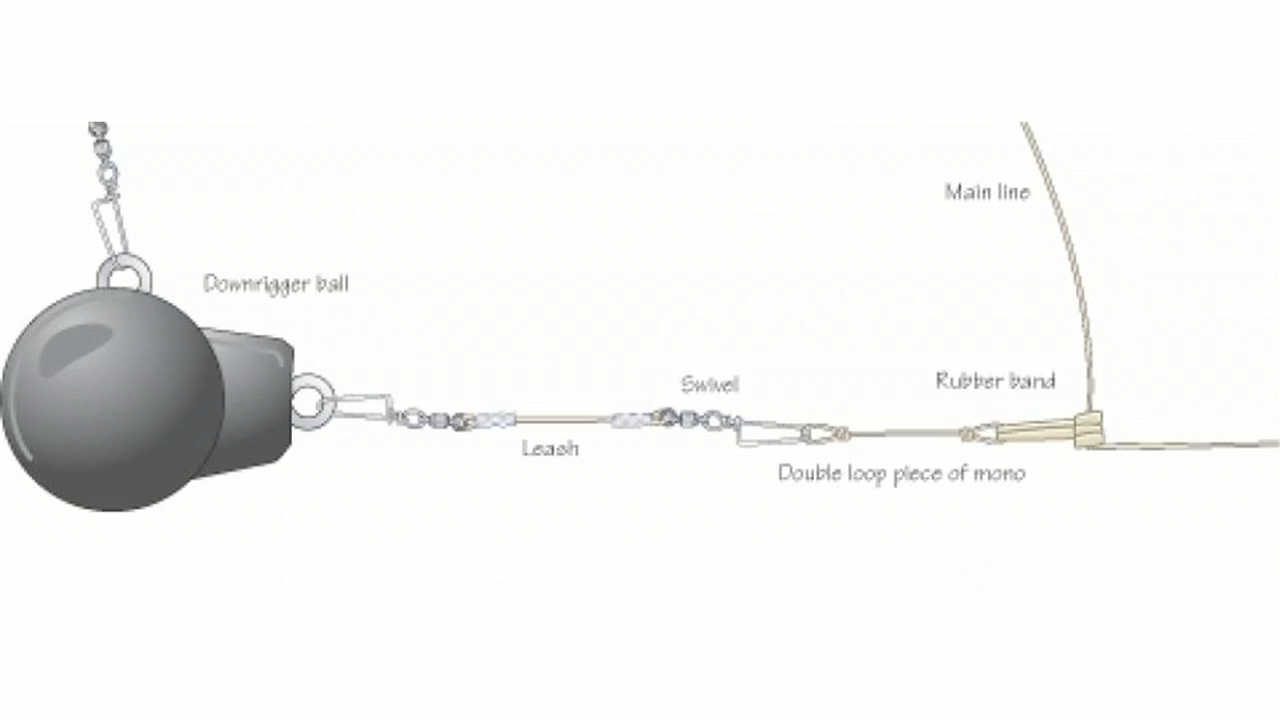 Main line
Downrigger ball
Rubber band
Swivel
Leash
Double loop piece of mono